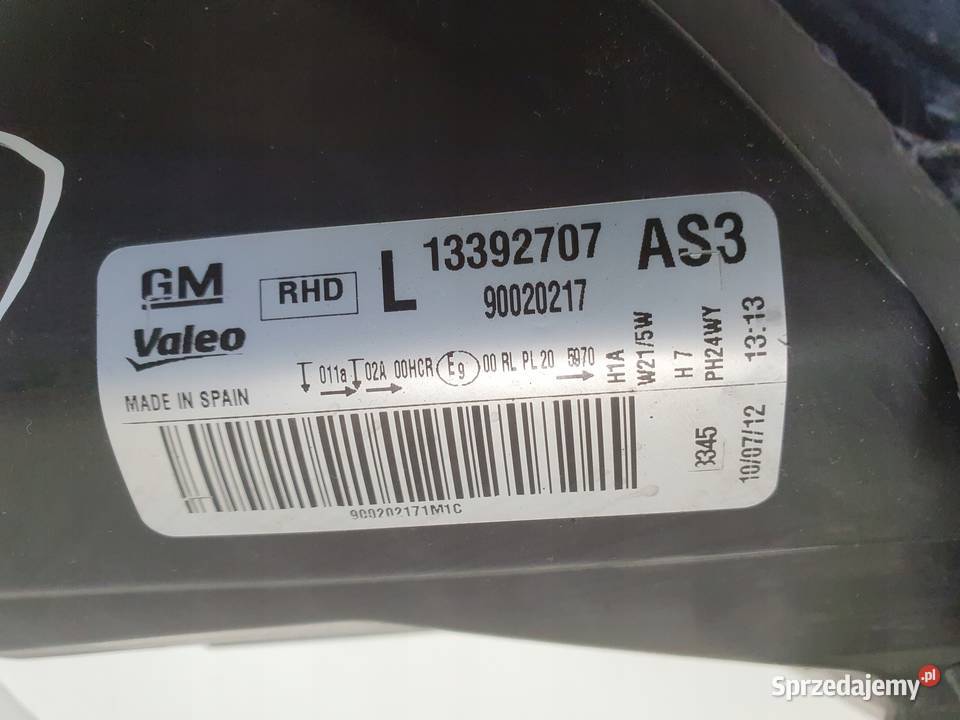 GM
Valeo
RHD
L
13392707
90020217
AS3
011a 02A 00HCR E9 00 RL PL 20 5970
MADE IN SPAIN
900202171M1C
H1A
W21/5W
H7
PH24WY
3345
10/07/12 13:13
Sprzedajemy.pl